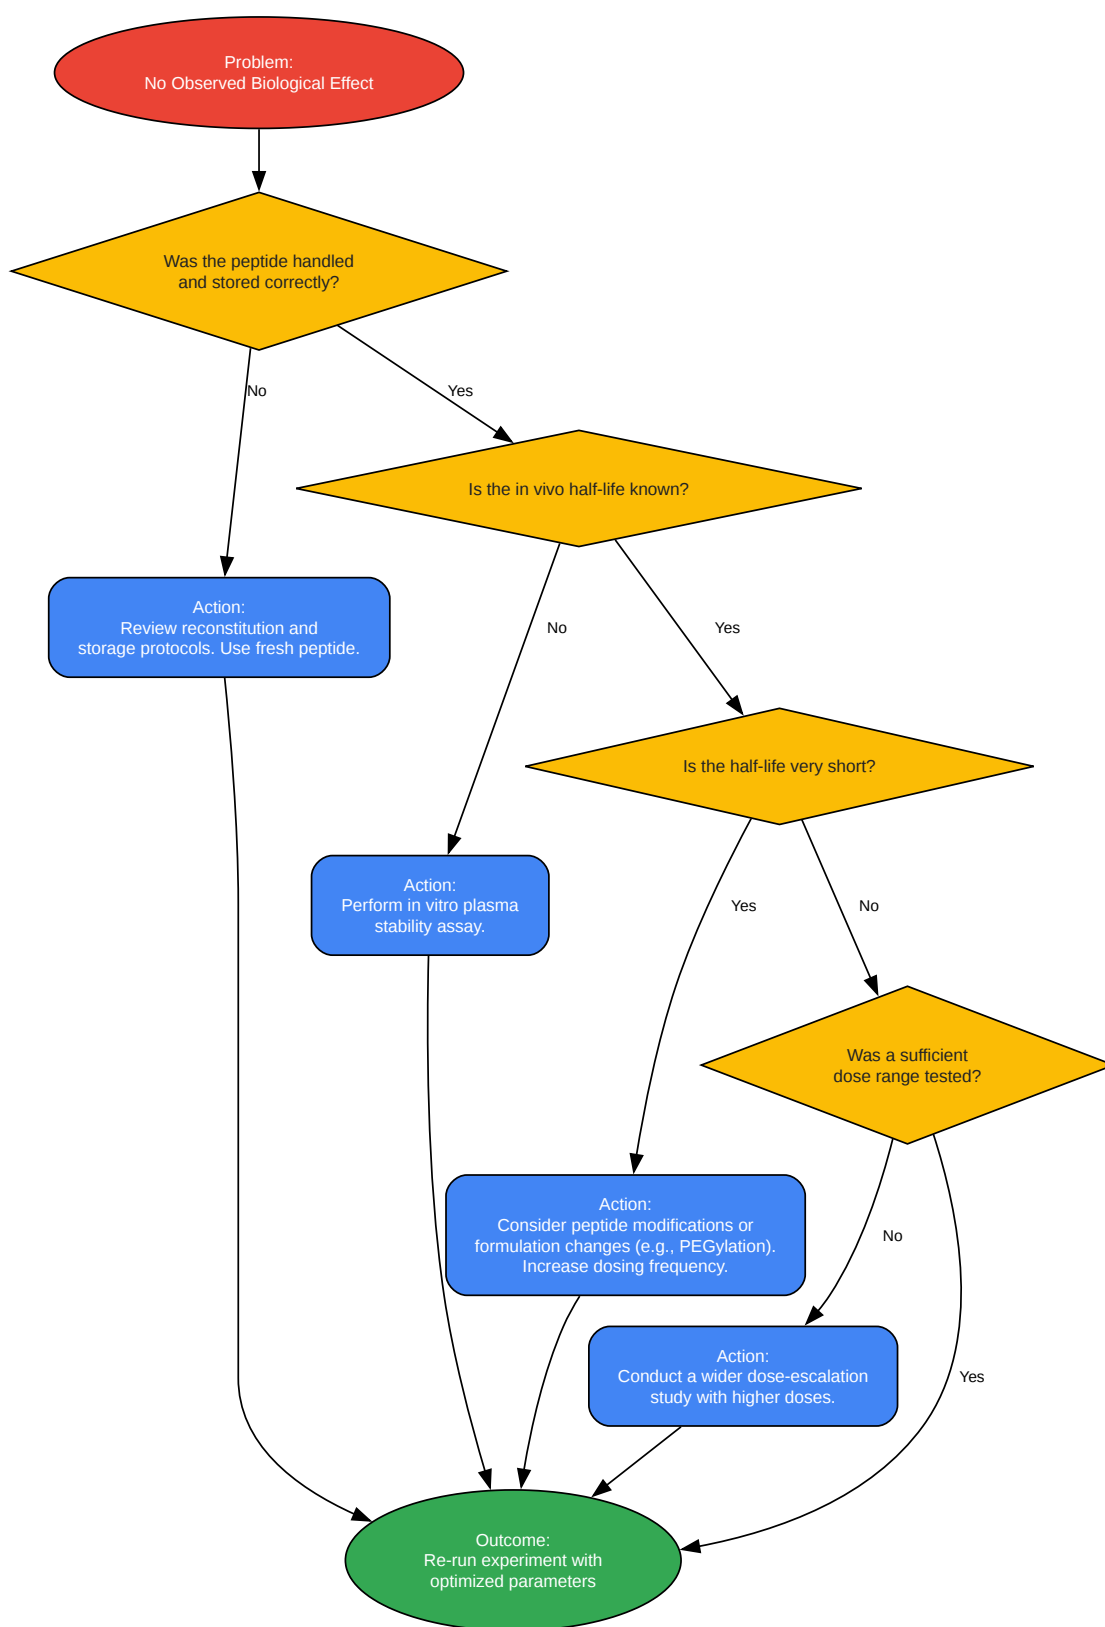 Problem:
No Observed Biological Effect
Was the peptide handled
and stored correctly?
No
Yes
Is the in vivo half-life known?
Action:
Review reconstitution and
storage protocols. Use fresh peptide.
No
Yes
Is the half-life very short?
Action:
Perform in vitro plasma
stability assay.
Yes
No
Was a sufficient
dose range tested?
Action:
Consider peptide modifications or
formulation changes (e.g., PEGylation).
Increase dosing frequency.
No
Action:
Conduct a wider dose-escalation
study with higher doses.
Yes
Outcome:
Re-run experiment with
optimized parameters